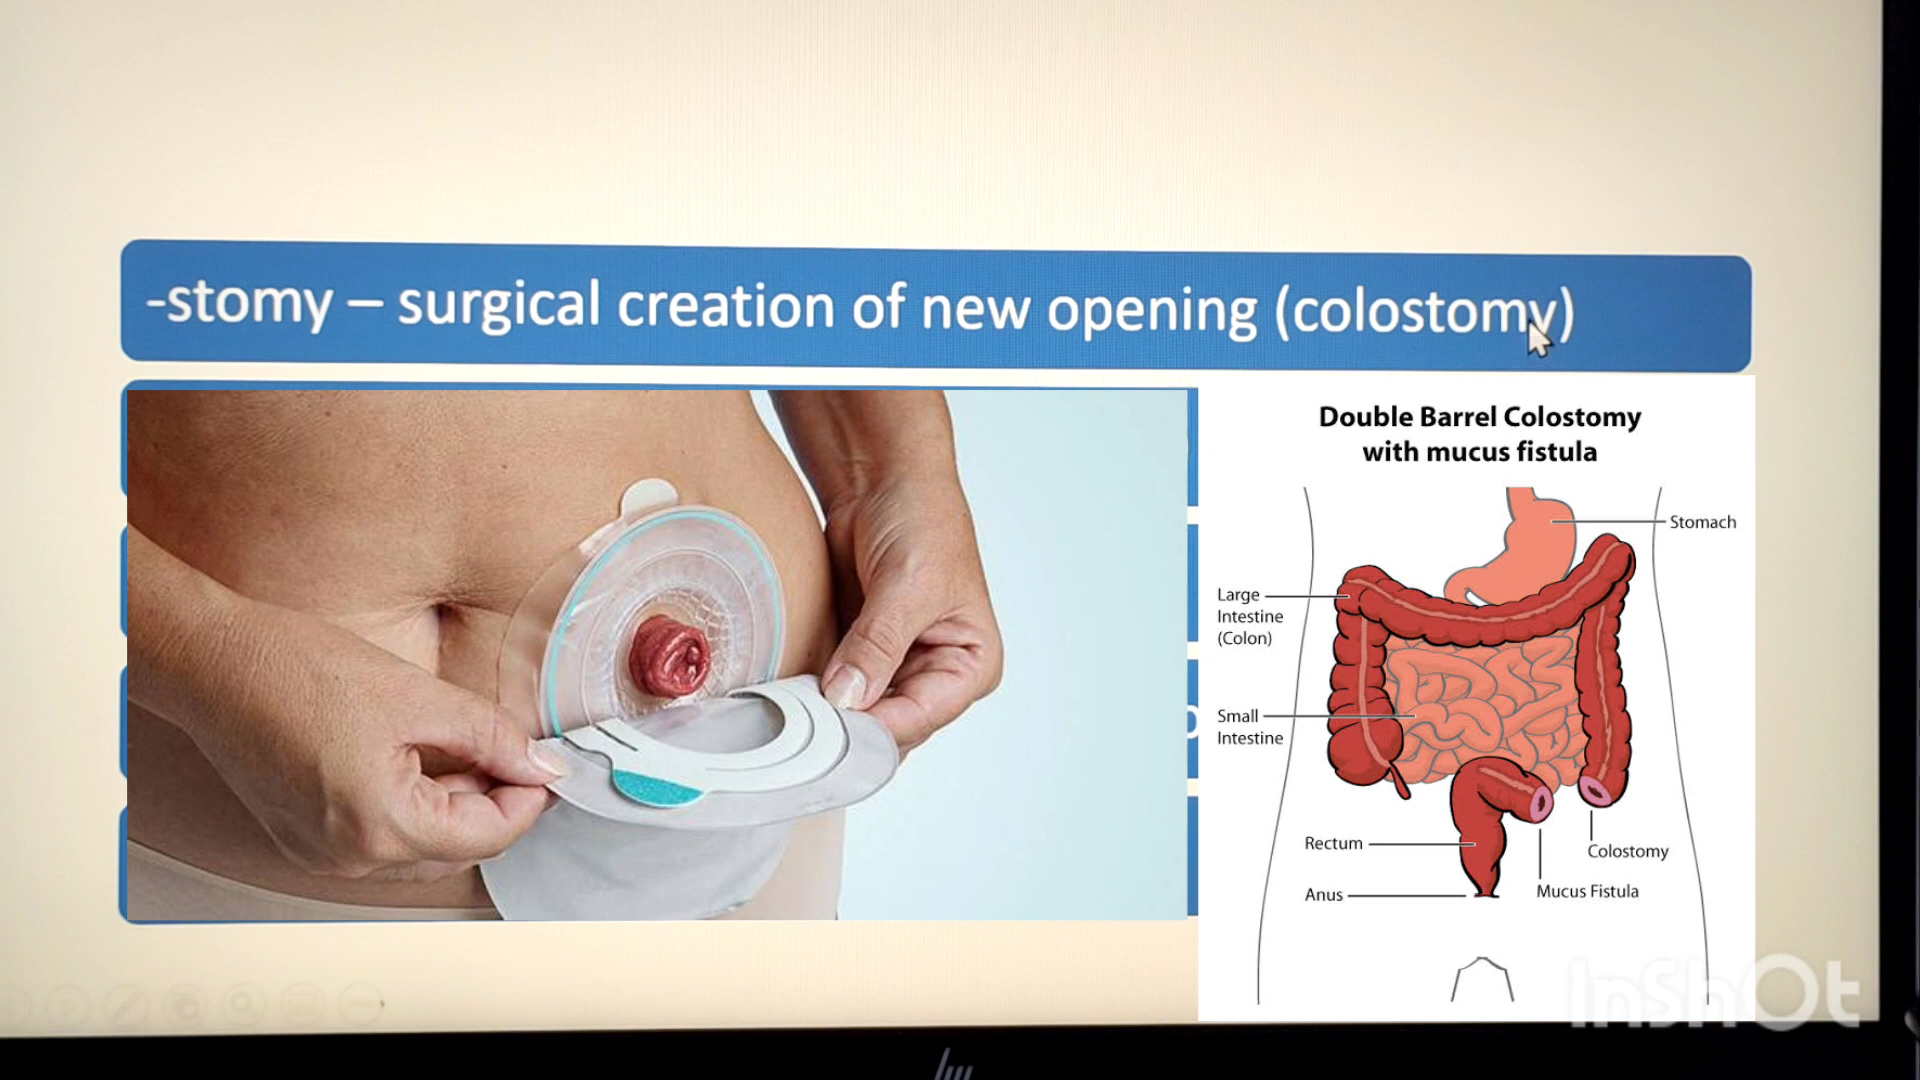 -stomy – surgical creation of new opening (colostomy)
Double Barrel Colostomy
with mucus fistula
Stomach
Large
Intestine
(Colon)
Small
Intestine
Rectum
Colostomy
Anus
Mucus Fistula
InShOt
hp